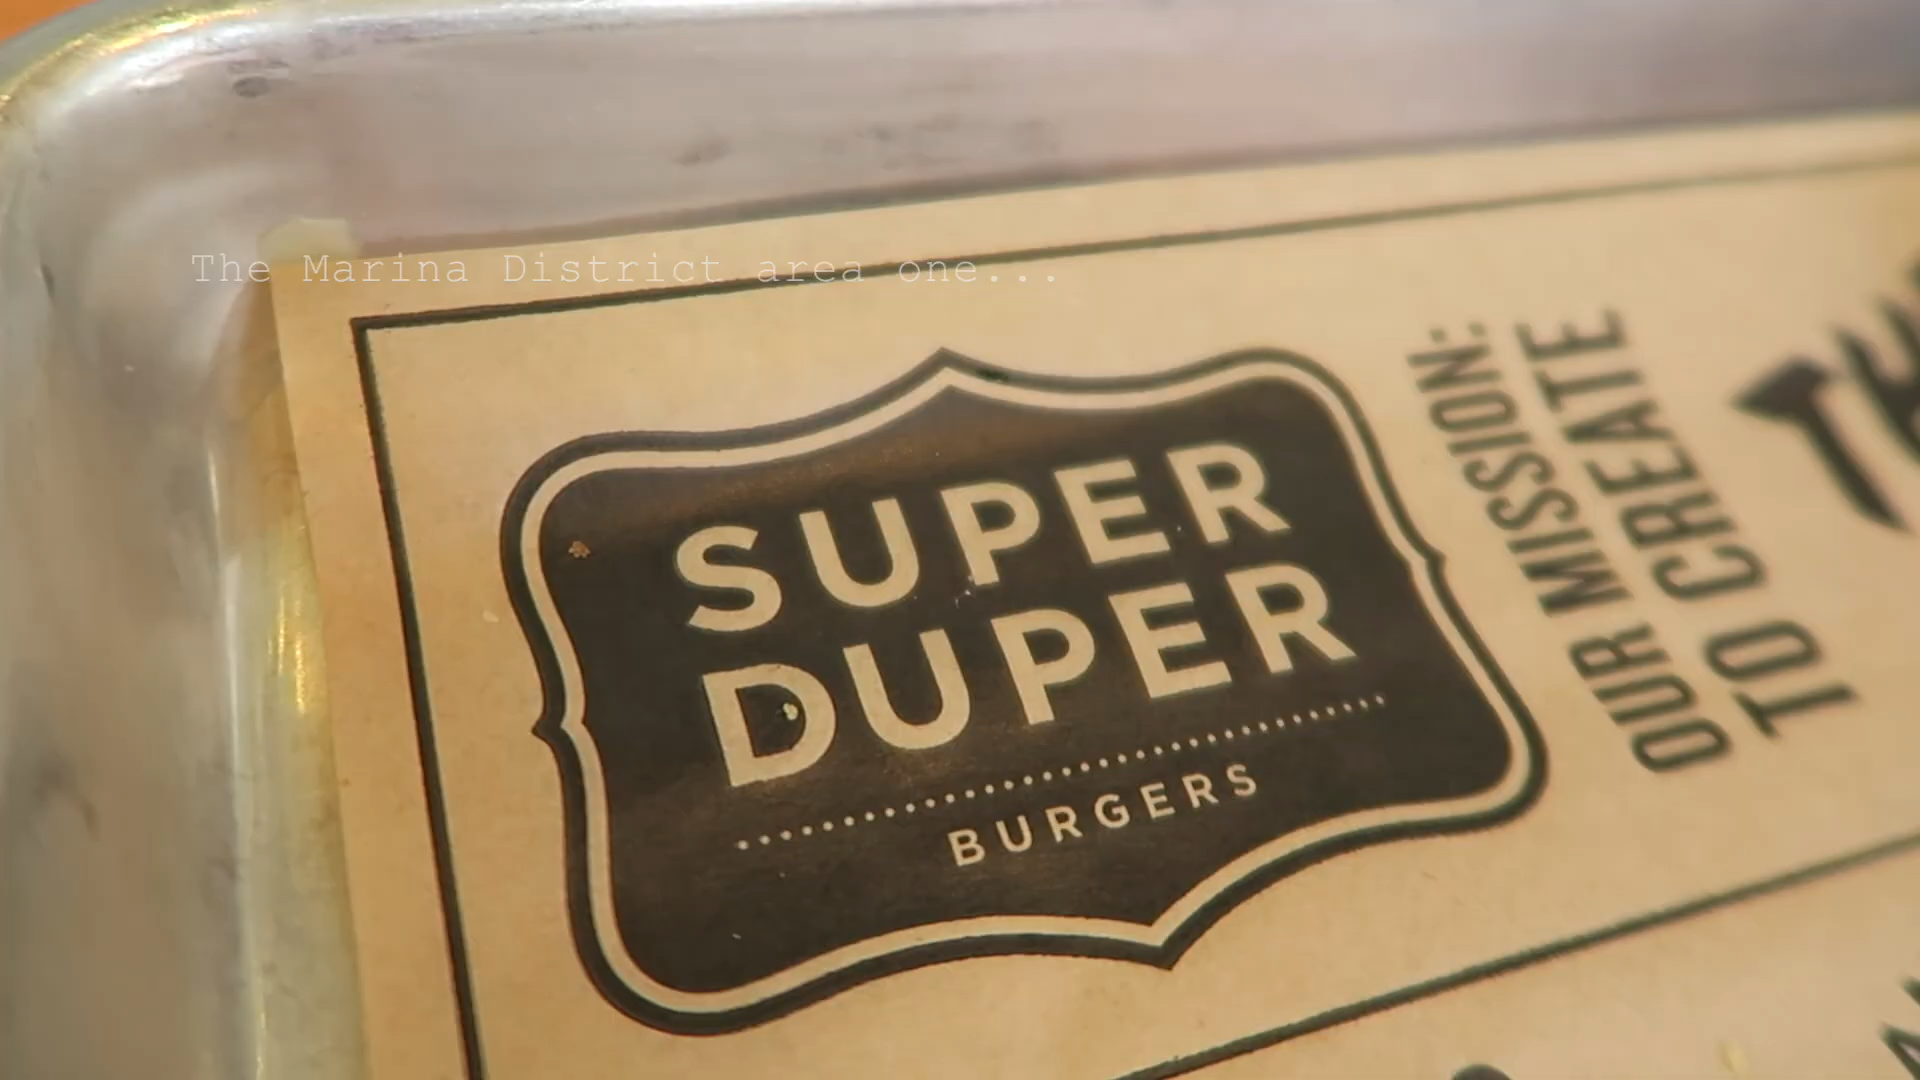 The Marina District area one...
SUPER
DUPER
BURGERS
OUR MISSION:
TO CREATE